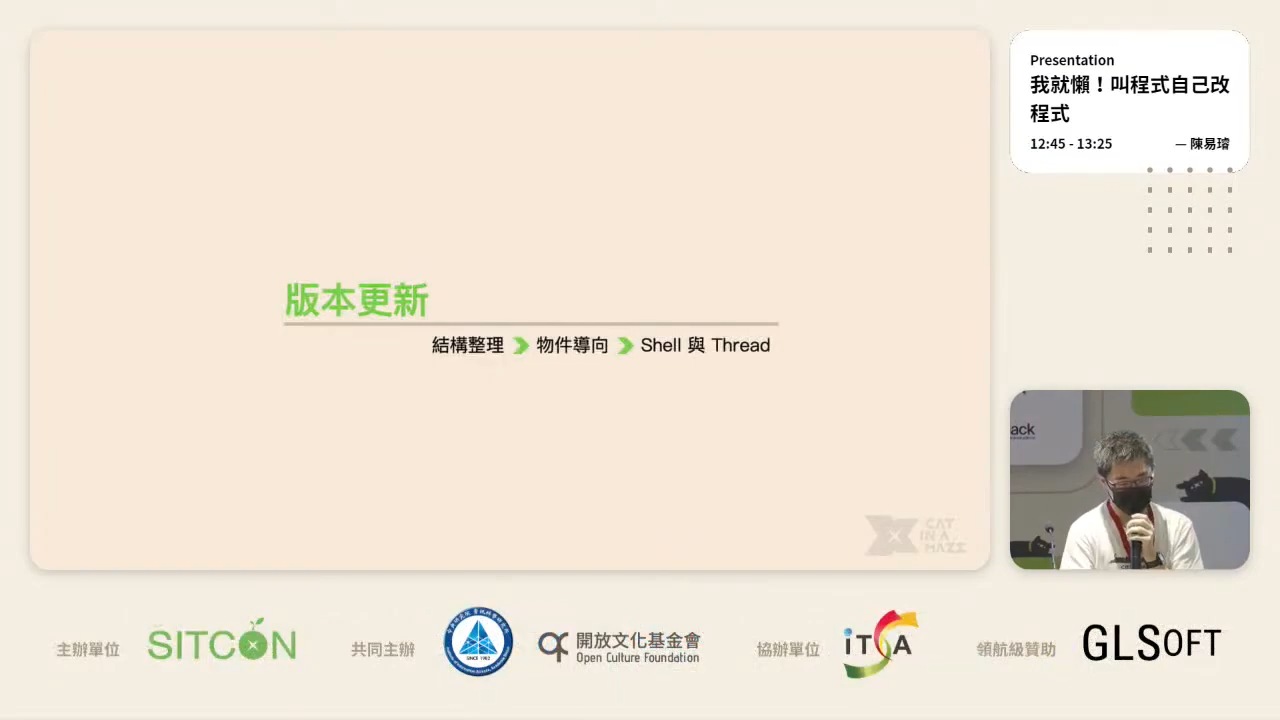 Presentation
我就懶！叫程式自己改
程式
12:45 - 13:25
— 陳易璿
版本更新
結構整理
物件導向
Shell 與 Thread
CAT
IN A
MAZE
ack
主辦單位
SITCON
共同主辦
SINCE 1982
開放文化基金會
Open Culture Foundation
協辦單位
iTSA
領航級贊助
GLSOFT